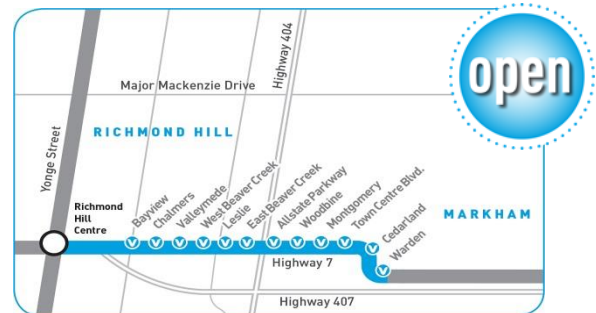 open
Highway 404
Major Mackenzie Drive
Yonge Street
RICHMOND HILL
MARKHAM
Richmond
Hill
Centre
Bayview
Chalmers
Valleymede
West Beaver Creek
Leslie
East Beaver Creek
Allstate Parkway
Woodbine
Montgomery
Town Centre Blvd.
Cedarland
Warden
Highway 7
Highway 407